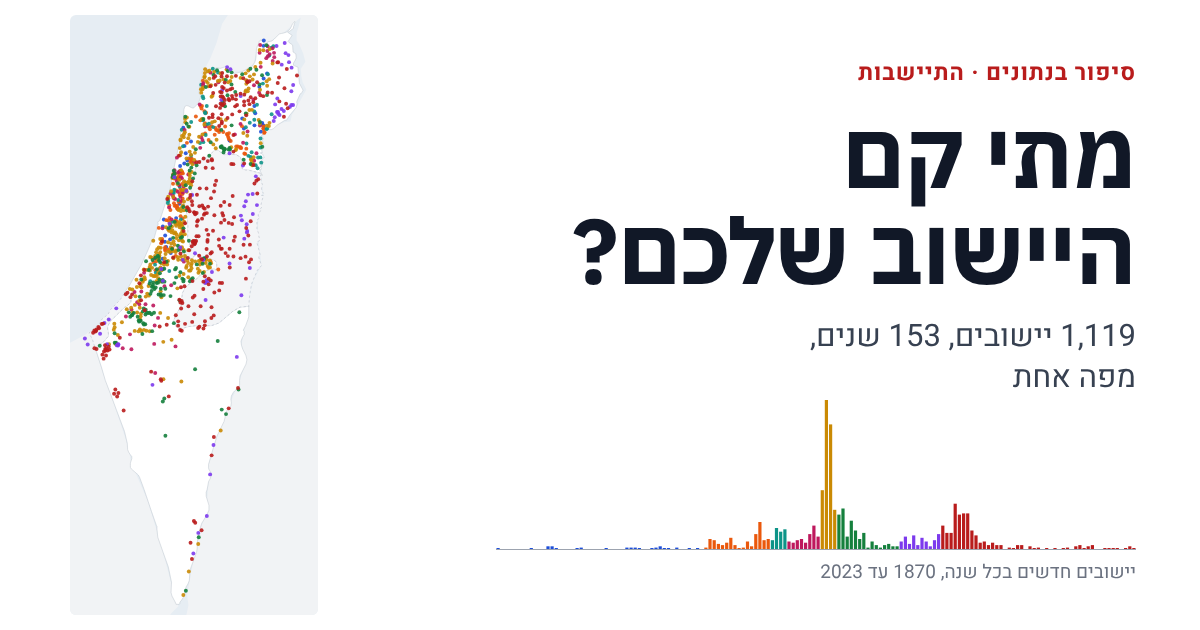 סיפור בנתונים · התיישבות
מתי קם
היישוב שלכם?
1,119 יישובים, 153 שנים,
מפה אחת
יישובים חדשים בכל שנה, 1870 עד 2023